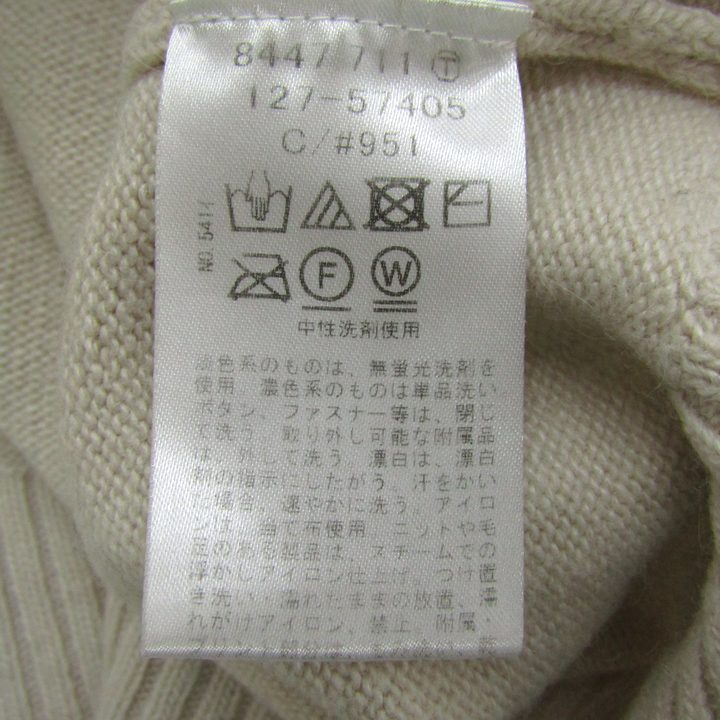 8447 711 Ⓣ
127-57405
C/#951
NO.5414
F
W
中性洗剤使用
淡色系のものは、無蛍光洗剤を
使用 濃色系のものは単品洗い
ボタン、ファスナー等は、閉じ
て洗う 取り外し可能な附属品
は、外して洗う 漂白は、漂白
剤の指示にしたがう 汗をかい
た場合、速やかに洗う アイロ
ンは、当て布使用 ニットや毛
足のある製品は、スチームでの
浮かしアイロン仕上げ つけ置
き洗い・濡れたままの放置、濡
れがけアイロン、禁止 附属・
プリント